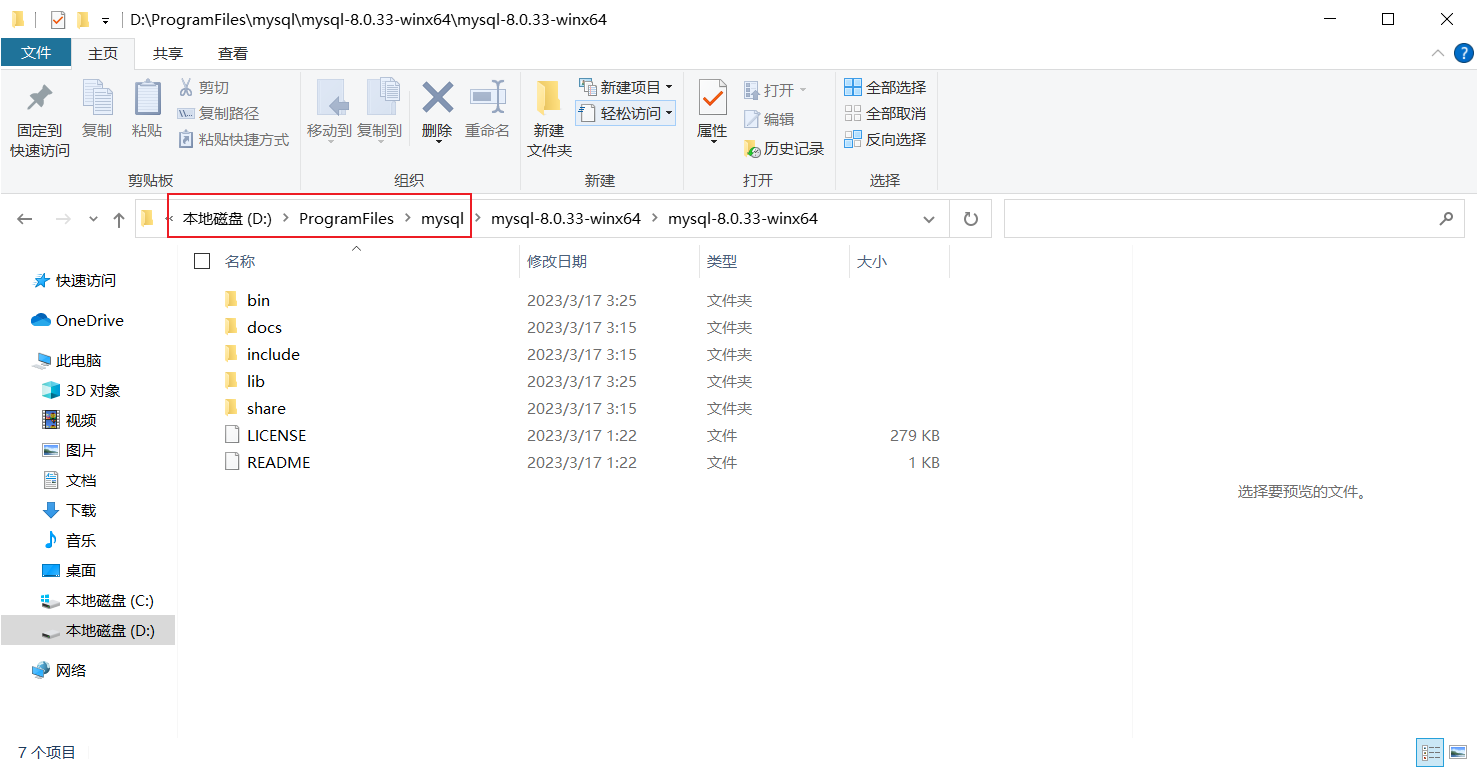 D:\ProgramFiles\mysql\mysql-8.0.33-winx64\mysql-8.0.33-winx64
文件 主页 共享 查看
固定到快速访问 复制 粘贴 剪切 复制路径 粘贴快捷方式
剪贴板
移动到 复制到 删除 重命名
组织
新建文件夹 新建项目 轻松访问
新建
属性 打开 编辑 历史记录
打开
全部选择 全部取消 反向选择
选择
« 本地磁盘 (D:) > ProgramFiles > mysql > mysql-8.0.33-winx64 > mysql-8.0.33-winx64
快速访问
OneDrive
此电脑
3D 对象
视频
图片
文档
下载
音乐
桌面
本地磁盘 (C:)
本地磁盘 (D:)
网络
名称 修改日期 类型 大小
bin 2023/3/17 3:25 文件夹
docs 2023/3/17 3:15 文件夹
include 2023/3/17 3:15 文件夹
lib 2023/3/17 3:25 文件夹
share 2023/3/17 3:15 文件夹
LICENSE 2023/3/17 1:22 文件 279 KB
README 2023/3/17 1:22 文件 1 KB
选择要预览的文件。
7 个项目